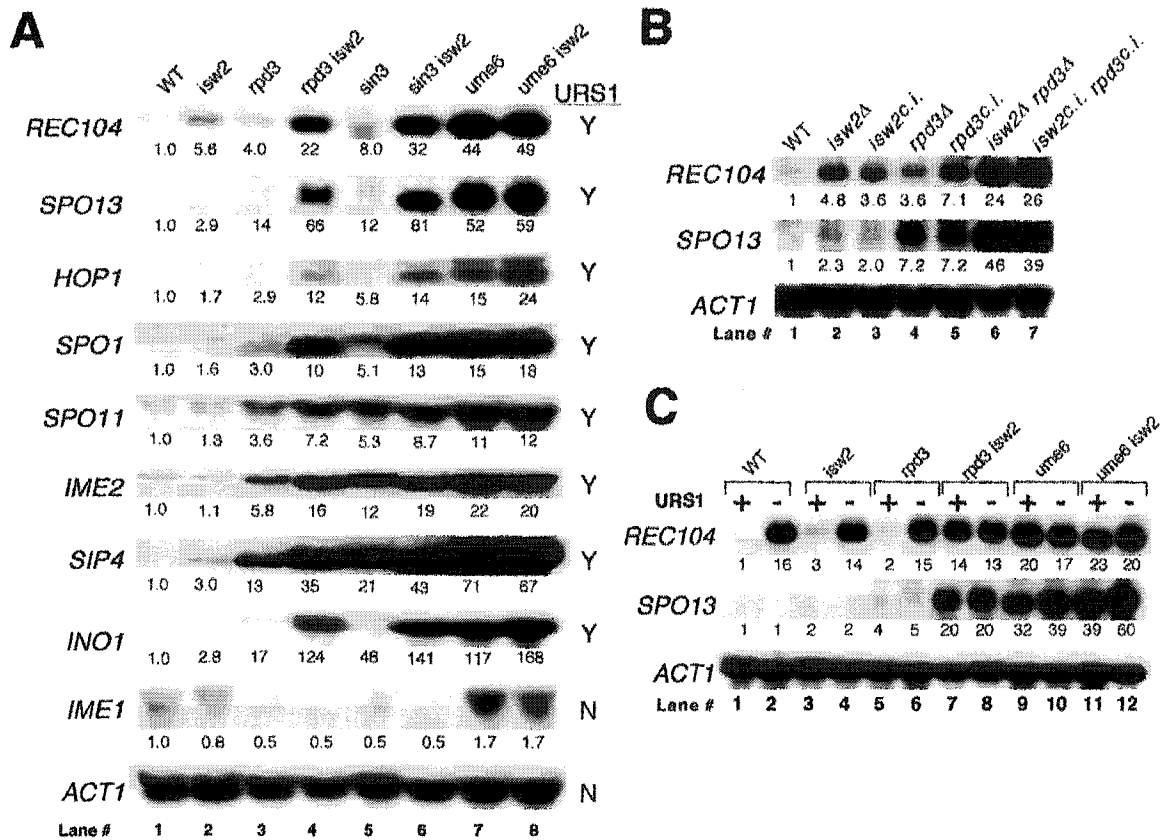 A
WT isw2 rpd3 rpd3 isw2 sin3 sin3 isw2 ume6 ume6 isw2 URS1
REC104 Y
1.0 5.6 4.0 22 8.0 32 44 49
SPO13 Y
1.0 2.9 14 66 12 81 52 59
HOP1 Y
1.0 1.7 2.9 12 5.8 14 15 24
SPO1 Y
1.0 1.6 3.0 10 5.1 13 15 18
SPO11 Y
1.0 1.3 3.6 7.2 5.3 8.7 11 12
IME2 Y
1.0 1.1 5.8 16 12 19 22 20
SIP4 Y
1.0 3.0 13 35 21 43 71 67
INO1 Y
1.0 2.8 17 124 48 141 117 168
IME1 N
1.0 0.8 0.5 0.5 0.5 0.5 1.7 1.7
ACT1 N
Lane # 1 2 3 4 5 6 7 8
B
WT isw2Δ isw2c.i. rpd3Δ rpd3c.i. isw2Δ rpd3Δ isw2c.i. rpd3c.i.
REC104
1 4.8 3.6 3.6 7.1 24 26
SPO13
1 2.3 2.0 7.2 7.2 46 39
ACT1
Lane # 1 2 3 4 5 6 7
C
WT isw2 rpd3 rpd3 isw2 ume6 ume6 isw2
URS1 + - + - + - + - + - + -
REC104
1 16 3 14 2 15 14 13 20 17 23 20
SPO13
1 1 2 2 4 5 20 20 32 39 39 60
ACT1
Lane # 1 2 3 4 5 6 7 8 9 10 11 12